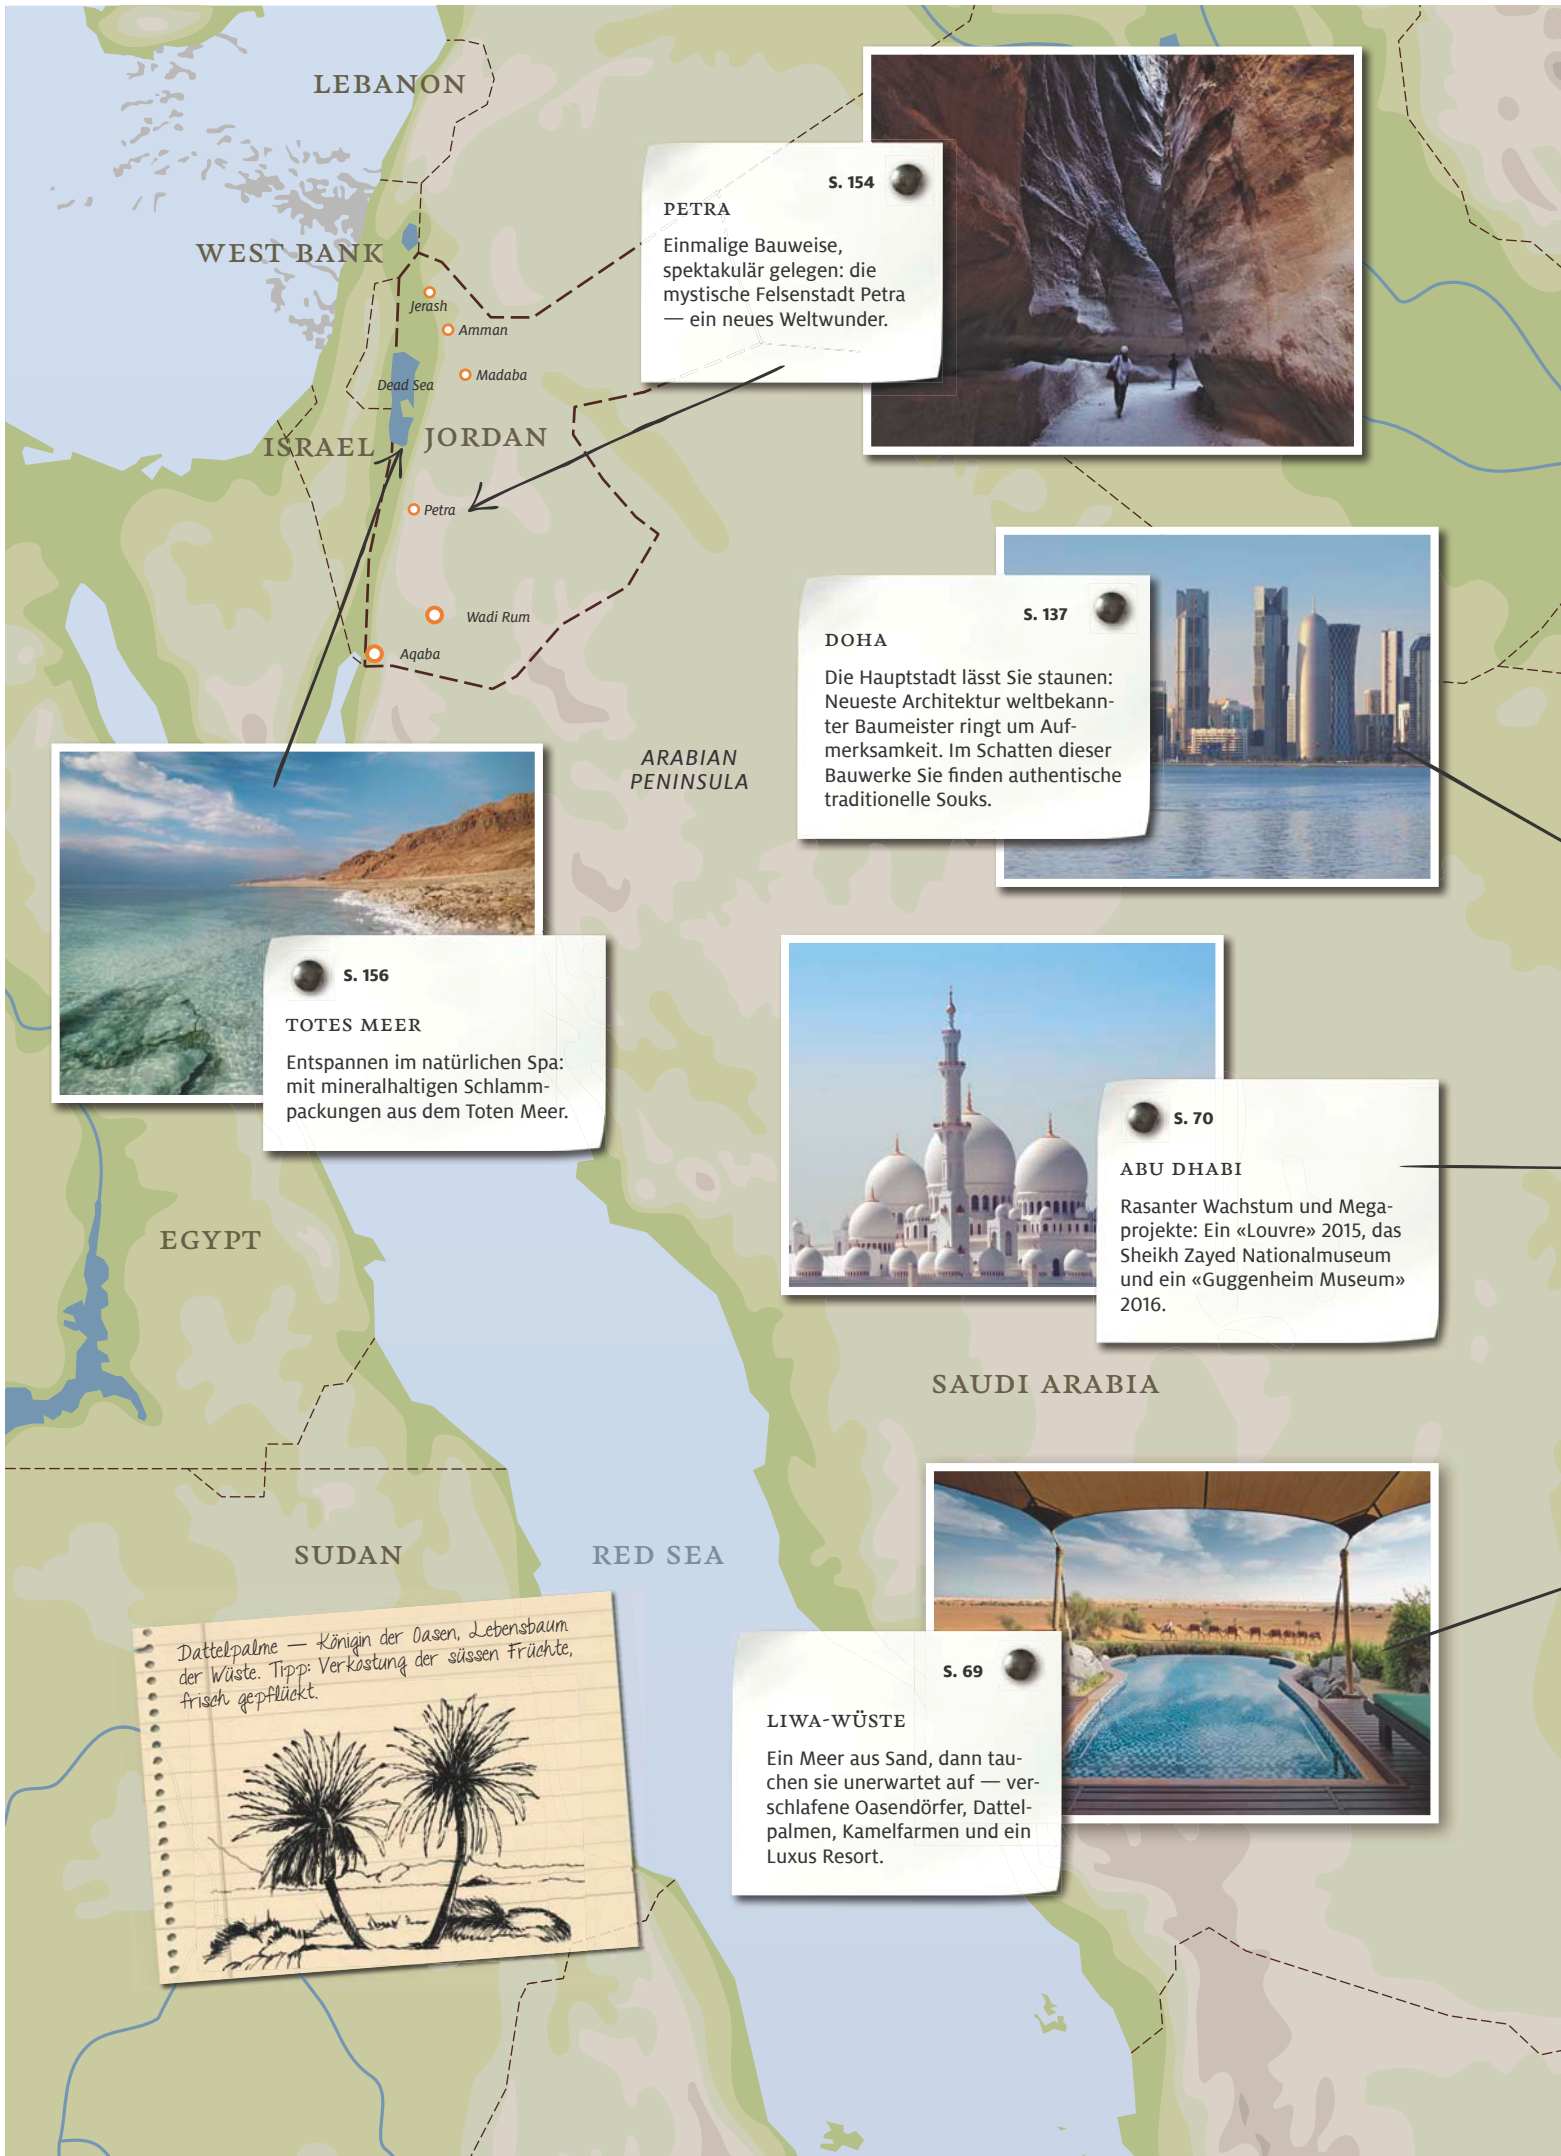 LEBANON
WEST BANK
Jerash
Amman
Madaba
Dead Sea
ISRAEL
JORDAN
Petra
Wadi Rum
Aqaba
S. 154
PETRA
Einmalige Bauweise,
spektakulär gelegen: die
mystische Felsenstadt Petra
— ein neues Weltwunder.
S. 137
DOHA
Die Hauptstadt lässt Sie staunen:
Neueste Architektur weltbekann-
ter Baumeister ringt um Auf-
merksamkeit. Im Schatten dieser
Bauwerke Sie finden authentische
traditionelle Souks.
ARABIAN
PENINSULA
S. 156
TOTES MEER
Entspannen im natürlichen Spa:
mit mineralhaltigen Schlamm-
packungen aus dem Toten Meer.
S. 70
ABU DHABI
Rasanter Wachstum und Mega-
projekte: Ein «Louvre» 2015, das
Sheikh Zayed Nationalmuseum
und ein «Guggenheim Museum»
2016.
EGYPT
SAUDI ARABIA
SUDAN
RED SEA
Dattelpalme — Königin der Oasen, Lebensbaum
der Wüste. Tipp: Verkostung der süssen Früchte,
frisch gepflückt.
S. 69
LIWA-WÜSTE
Ein Meer aus Sand, dann tau-
chen sie unerwartet auf — ver-
schlafene Oasendörfer, Dattel-
palmen, Kamelfarmen und ein
Luxus Resort.